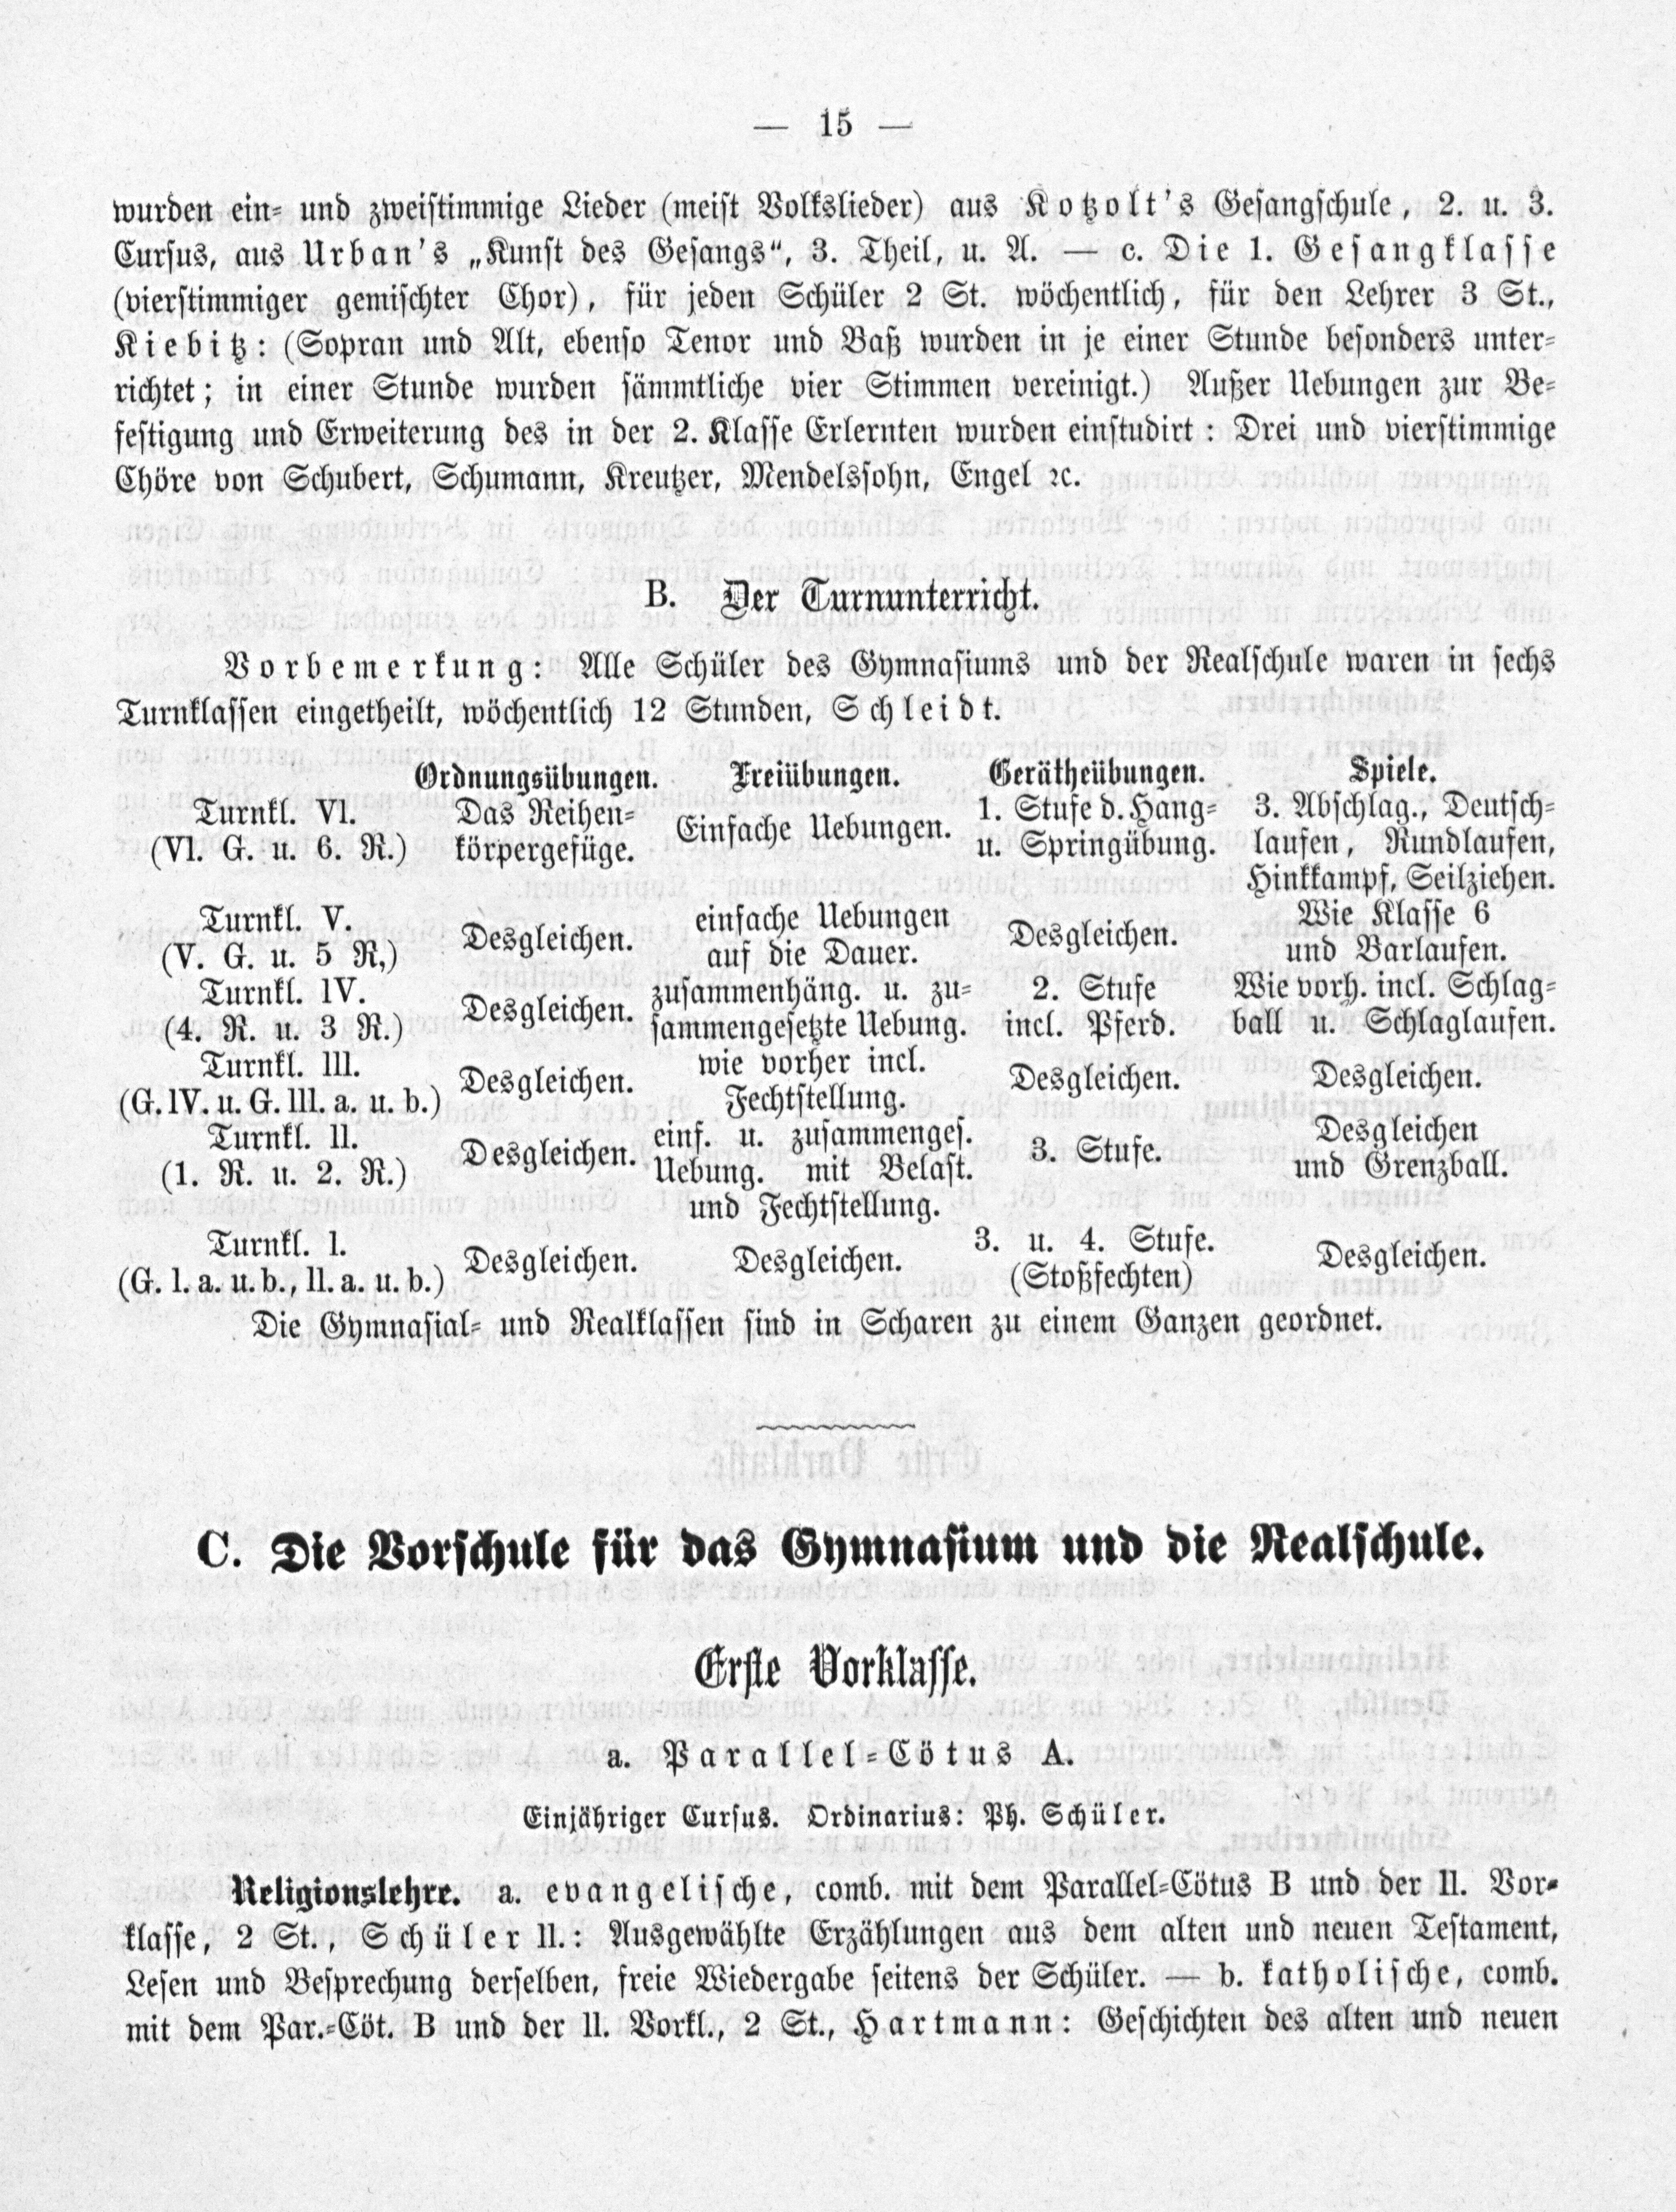 — 15 —
wurden ein- und zweistimmige Lieder (meist Volkslieder) aus Kotzolt's Gesangschule, 2. u. 3.
Cursus, aus Urban's „Kunst des Gesangs“, 3. Theil, u. A. — c. Die 1. Gesangklasse
(vierstimmiger gemischter Chor), für jeden Schüler 2 St. wöchentlich, für den Lehrer 3 St.,
Kiebitz: (Sopran und Alt, ebenso Tenor und Baß wurden in je einer Stunde besonders unter-
richtet; in einer Stunde wurden sämmtliche vier Stimmen vereinigt.) Außer Uebungen zur Be-
festigung und Erweiterung des in der 2. Klasse Erlernten wurden einstudirt: Drei und vierstimmige
Chöre von Schubert, Schumann, Kreutzer, Mendelssohn, Engel ꝛc.
B. Der Turnunterricht.
Vorbemerkung: Alle Schüler des Gymnasiums und der Realschule waren in sechs
Turnklassen eingetheilt, wöchentlich 12 Stunden, Schleidt.
Ordnungsübungen. Freiübungen. Gerätheübungen. Spiele.
Turnkl. VI. Das Reihen- Einfache Uebungen. 1. Stufe d. Hang- 3. Abschlag., Deutsch-
(VI. G. u. 6. R.) körpergefüge. u. Springübung. laufen, Rundlaufen,
Hinkkampf, Seilziehen.
Turnkl. V. Desgleichen. einfache Uebungen Desgleichen. Wie Klasse 6
(V. G. u. 5 R,) auf die Dauer. und Barlaufen.
Turnkl. IV. Desgleichen. zusammenhäng. u. zu- 2. Stufe Wie vorh. incl. Schlag-
(4. R. u. 3 R.) sammengesetzte Uebung. incl. Pferd. ball u. Schlaglaufen.
Turnkl. III. Desgleichen. wie vorher incl. Desgleichen. Desgleichen.
(G. IV. u. G. III. a. u. b.) Fechtstellung.
Turnkl. II. Desgleichen. einf. u. zusammenges. 3. Stufe. Desgleichen
(1. R. u. 2. R.) Uebung. mit Belast. und Grenzball.
und Fechtstellung.
Turnkl. I. Desgleichen. Desgleichen. 3. u. 4. Stufe. Desgleichen.
(G. I. a. u. b., II. a. u. b.) (Stoßfechten)
Die Gymnasial- und Realklassen sind in Scharen zu einem Ganzen geordnet.
C. Die Vorschule für das Gymnasium und die Realschule.
Erste Vorklasse.
a. Parallel-Cötus A.
Einjähriger Cursus. Ordinarius: Ph. Schüler.
Religionslehre. a. evangelische, comb. mit dem Parallel-Cötus B und der II. Vor-
klasse, 2 St., Schüler II.: Ausgewählte Erzählungen aus dem alten und neuen Testament,
Lesen und Besprechung derselben, freie Wiedergabe seitens der Schüler. — b. katholische, comb.
mit dem Par.-Cöt. B und der II. Vorkl., 2 St., Hartmann: Geschichten des alten und neuen